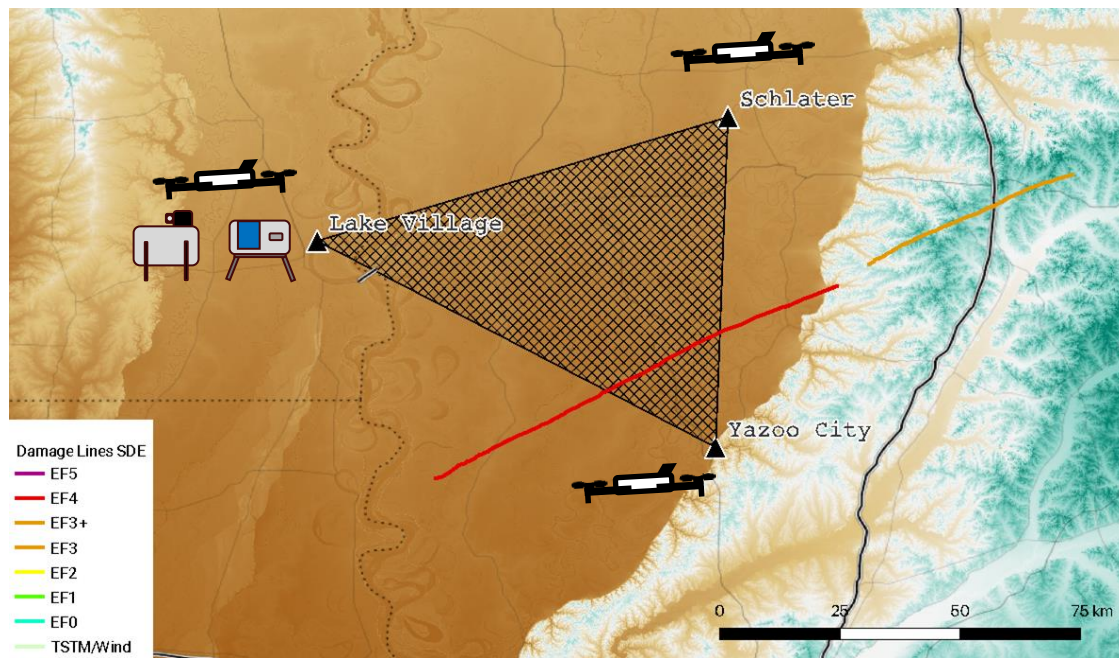 Schlater
Lake Village
Yazoo City
Damage Lines SDE
EF5
EF4
EF3+
EF3
EF2
EF1
EF0
TSTM/Wind
0 25 50 75 km